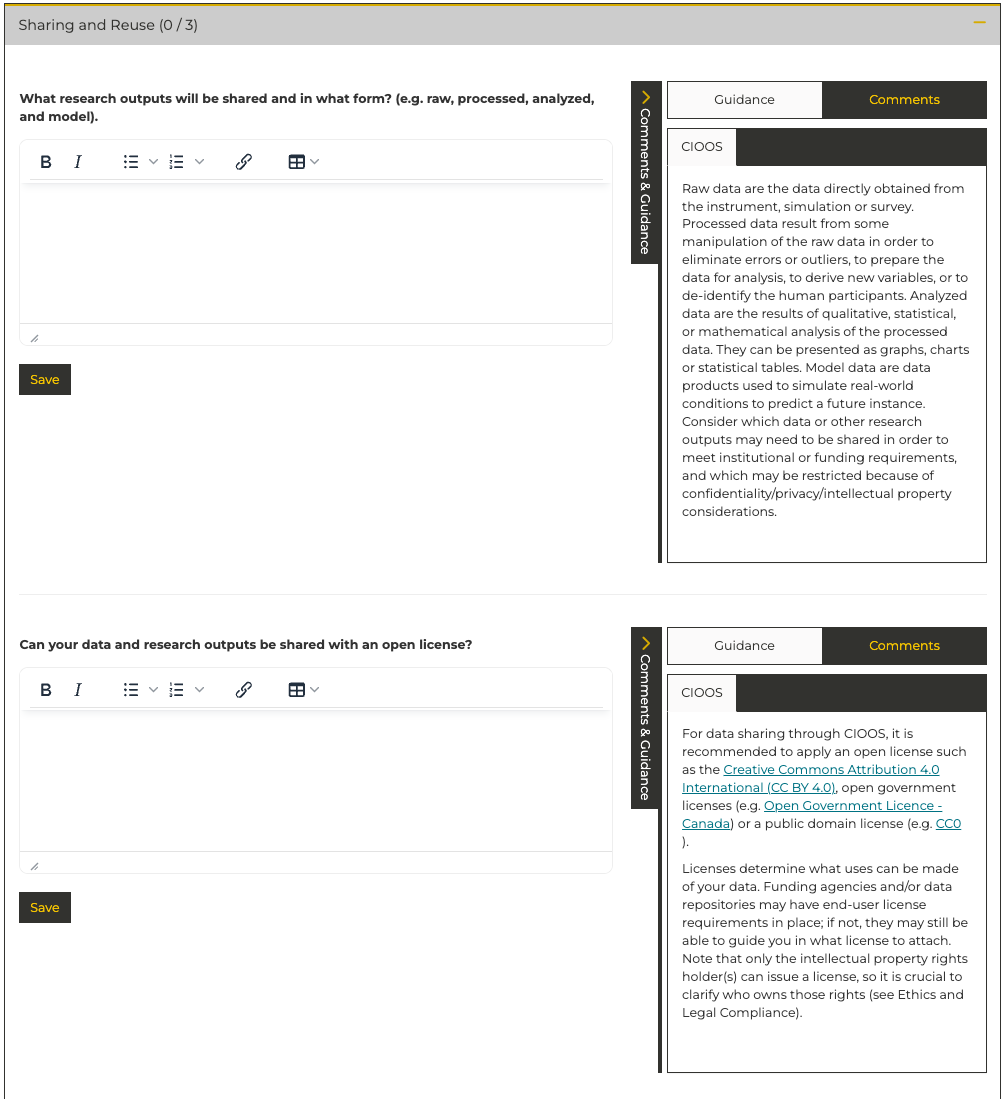 Sharing and Reuse (0 / 3)
What research outputs will be shared and in what form? (e.g. raw, processed, analyzed,
and model).
B I
Save
Comments & Guidance
Guidance
Comments
CIOOS
Raw data are the data directly obtained from
the instrument, simulation or survey.
Processed data result from some
manipulation of the raw data in order to
eliminate errors or outliers, to prepare the
data for analysis, to derive new variables, or to
de-identify the human participants. Analyzed
data are the results of qualitative, statistical,
or mathematical analysis of the processed
data. They can be presented as graphs, charts
or statistical tables. Model data are data
products used to simulate real-world
conditions to predict a future instance.
Consider which data or other research
outputs may need to be shared in order to
meet institutional or funding requirements,
and which may be restricted because of
confidentiality/privacy/intellectual property
considerations.
Can your data and research outputs be shared with an open license?
B I
Save
Comments & Guidance
Guidance
Comments
CIOOS
For data sharing through CIOOS, it is
recommended to apply an open license such
as the Creative Commons Attribution 4.0
International (CC BY 4.0), open government
licenses (e.g. Open Government Licence -
Canada) or a public domain license (e.g. CC0
).
Licenses determine what uses can be made
of your data. Funding agencies and/or data
repositories may have end-user license
requirements in place; if not, they may still be
able to guide you in what license to attach.
Note that only the intellectual property rights
holder(s) can issue a license, so it is crucial to
clarify who owns those rights (see Ethics and
Legal Compliance).